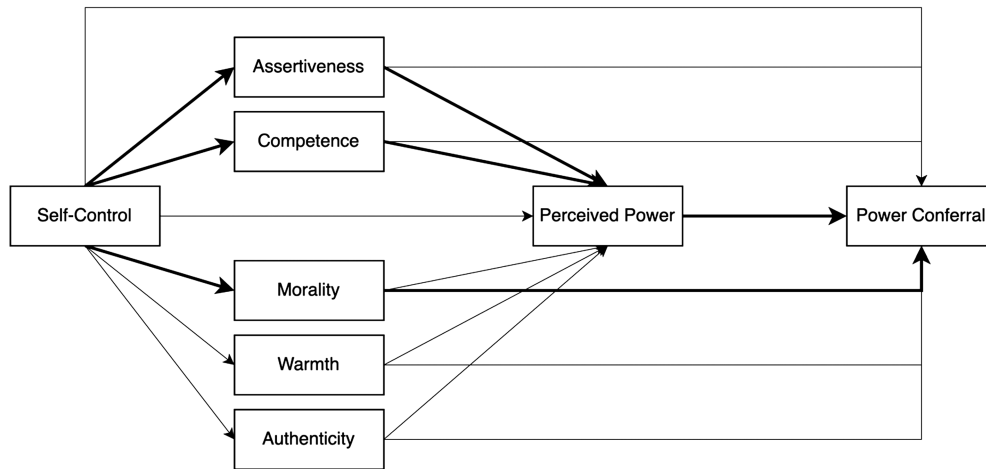 Assertiveness
Competence
Self-Control
Perceived Power
Power Conferral
Morality
Warmth
Authenticity